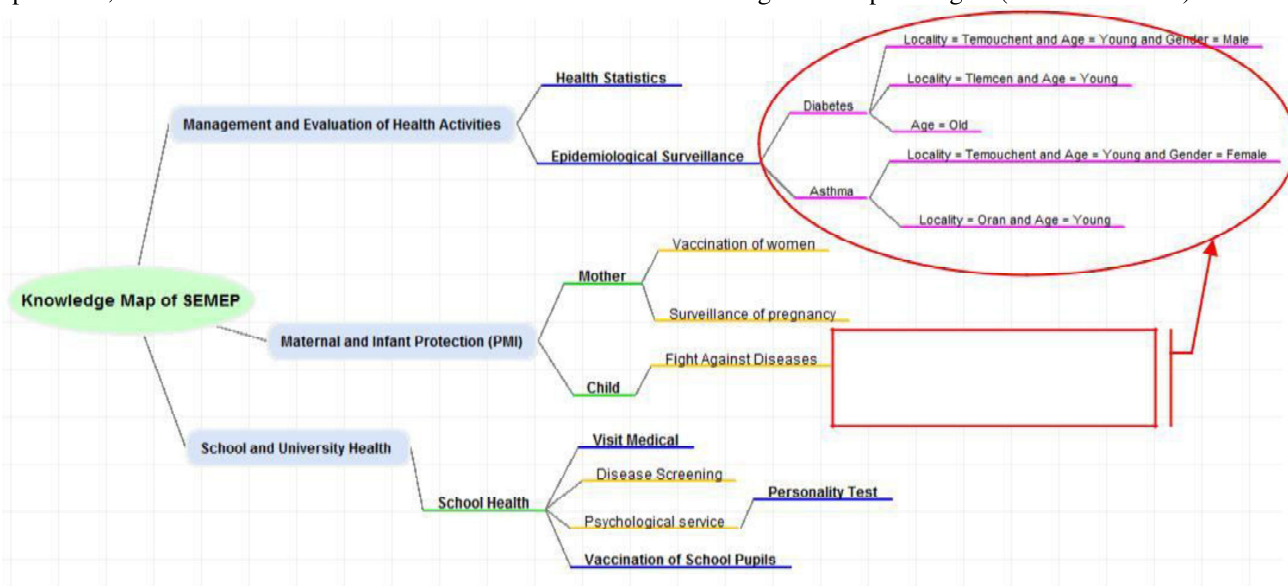 Locality = Temouchent and Age = Young and Gender = Male
Health Statistics
Locality = Tlemcen and Age = Young
Diabetes
Management and Evaluation of Health Activities
Age = Old
Epidemiological Surveillance
Locality = Temouchent and Age = Young and Gender = Female
Asthma
Locality = Oran and Age = Young
Vaccination of women
Mother
Knowledge Map of SEMEP
Surveillance of pregnancy
Maternal and Infant Protection (PMI)
Fight Against Diseases
Child
Visit Medical
School and University Health
Disease Screening
Personality Test
School Health
Psychological service
Vaccination of School Pupils